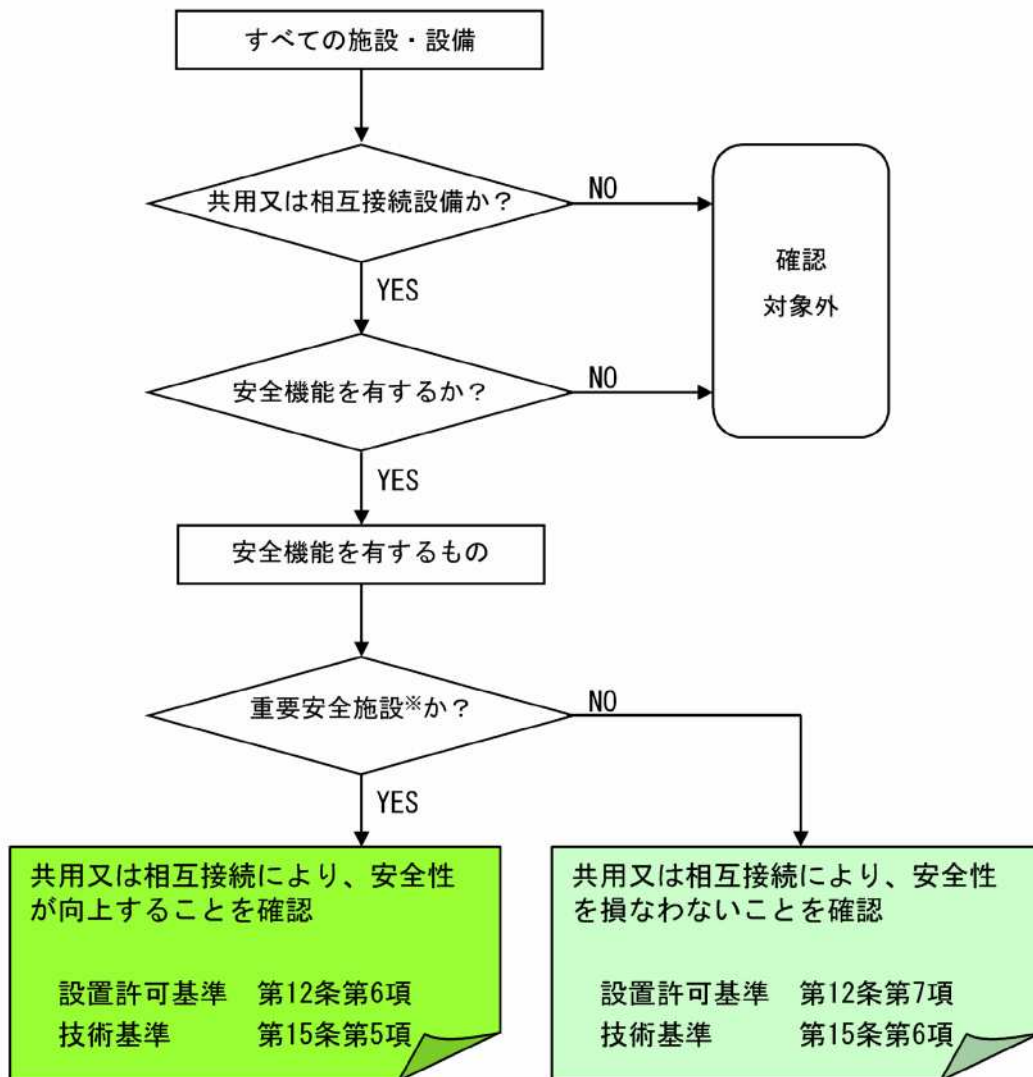 すべての施設・設備
共用又は相互接続設備か？
NO
確認
対象外
YES
安全機能を有するか？
NO
YES
安全機能を有するもの
重要安全施設※か？
NO
YES
共用又は相互接続により、安全性
が向上することを確認
設置許可基準　第12条第6項
技術基準　第15条第5項
共用又は相互接続により、安全性
を損なわないことを確認
設置許可基準　第12条第7項
技術基準　第15条第6項